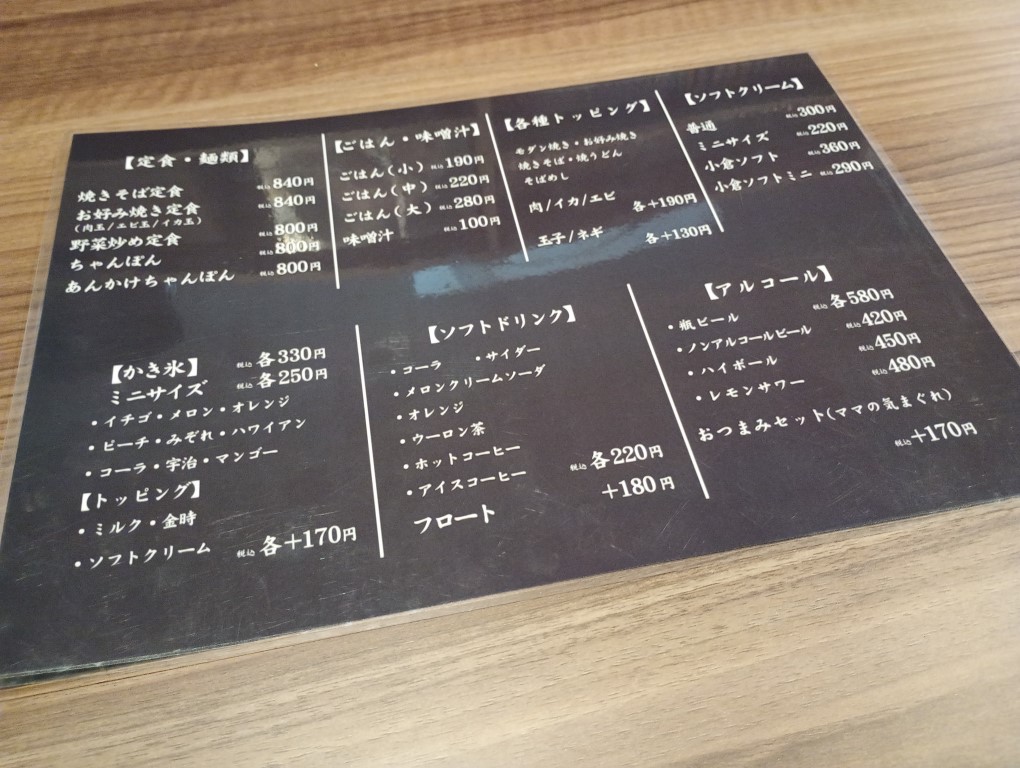 【定食・麺類】
焼きそば定食 税込840円
お好み焼き定食 税込840円
(肉玉/エビ玉/イカ玉)
野菜炒め定食 税込800円
ちゃんぽん 税込800円
あんかけちゃんぽん 税込800円
【ごはん・味噌汁】
ごはん(小) 税込190円
ごはん(中) 税込220円
ごはん(大) 税込280円
味噌汁 税込100円
【各種トッピング】
モダン焼き・お好み焼き
焼きそば・焼うどん
そばめし
肉/イカ/エビ 各+190円
玉子/ネギ 各+130円
【ソフトクリーム】
普通 税込300円
ミニサイズ 税込220円
小倉ソフト 税込360円
小倉ソフトミニ 税込290円
【かき氷】 税込各330円
ミニサイズ 税込各250円
・イチゴ・メロン・オレンジ
・ピーチ・みぞれ・ハワイアン
・コーラ・宇治・マンゴー
【トッピング】
・ミルク・金時
・ソフトクリーム 税込各+170円
【ソフトドリンク】
・コーラ ・サイダー
・メロンクリームソーダ
・オレンジ
・ウーロン茶
・ホットコーヒー
・アイスコーヒー 税込各220円
フロート +180円
【アルコール】
・瓶ビール 税込各580円
・ノンアルコールビール 税込420円
・ハイボール 税込450円
・レモンサワー 税込480円
おつまみセット(ママの気まぐれ)
税込+170円